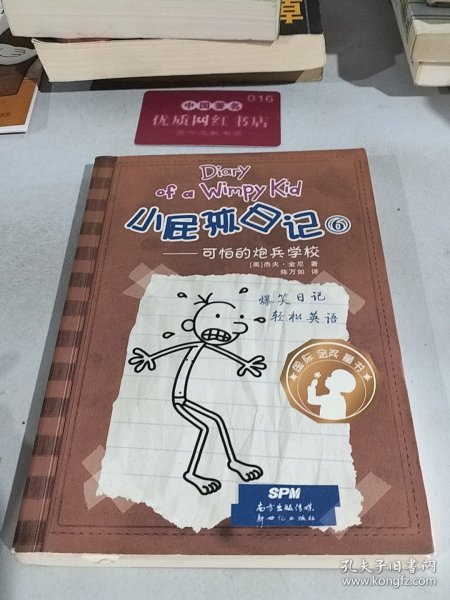 草
中国著名
016
优质网红书店
Diary
of a Wimpy Kid
小屁孩日记⑥
——可怕的炮兵学校
[美]杰夫·金尼 著
陈万如 译
爆笑日记
轻松英语
国际金奖童书
SPM
南方出版传媒
新世纪出版社
孔夫子旧书网
www.kongfz.com